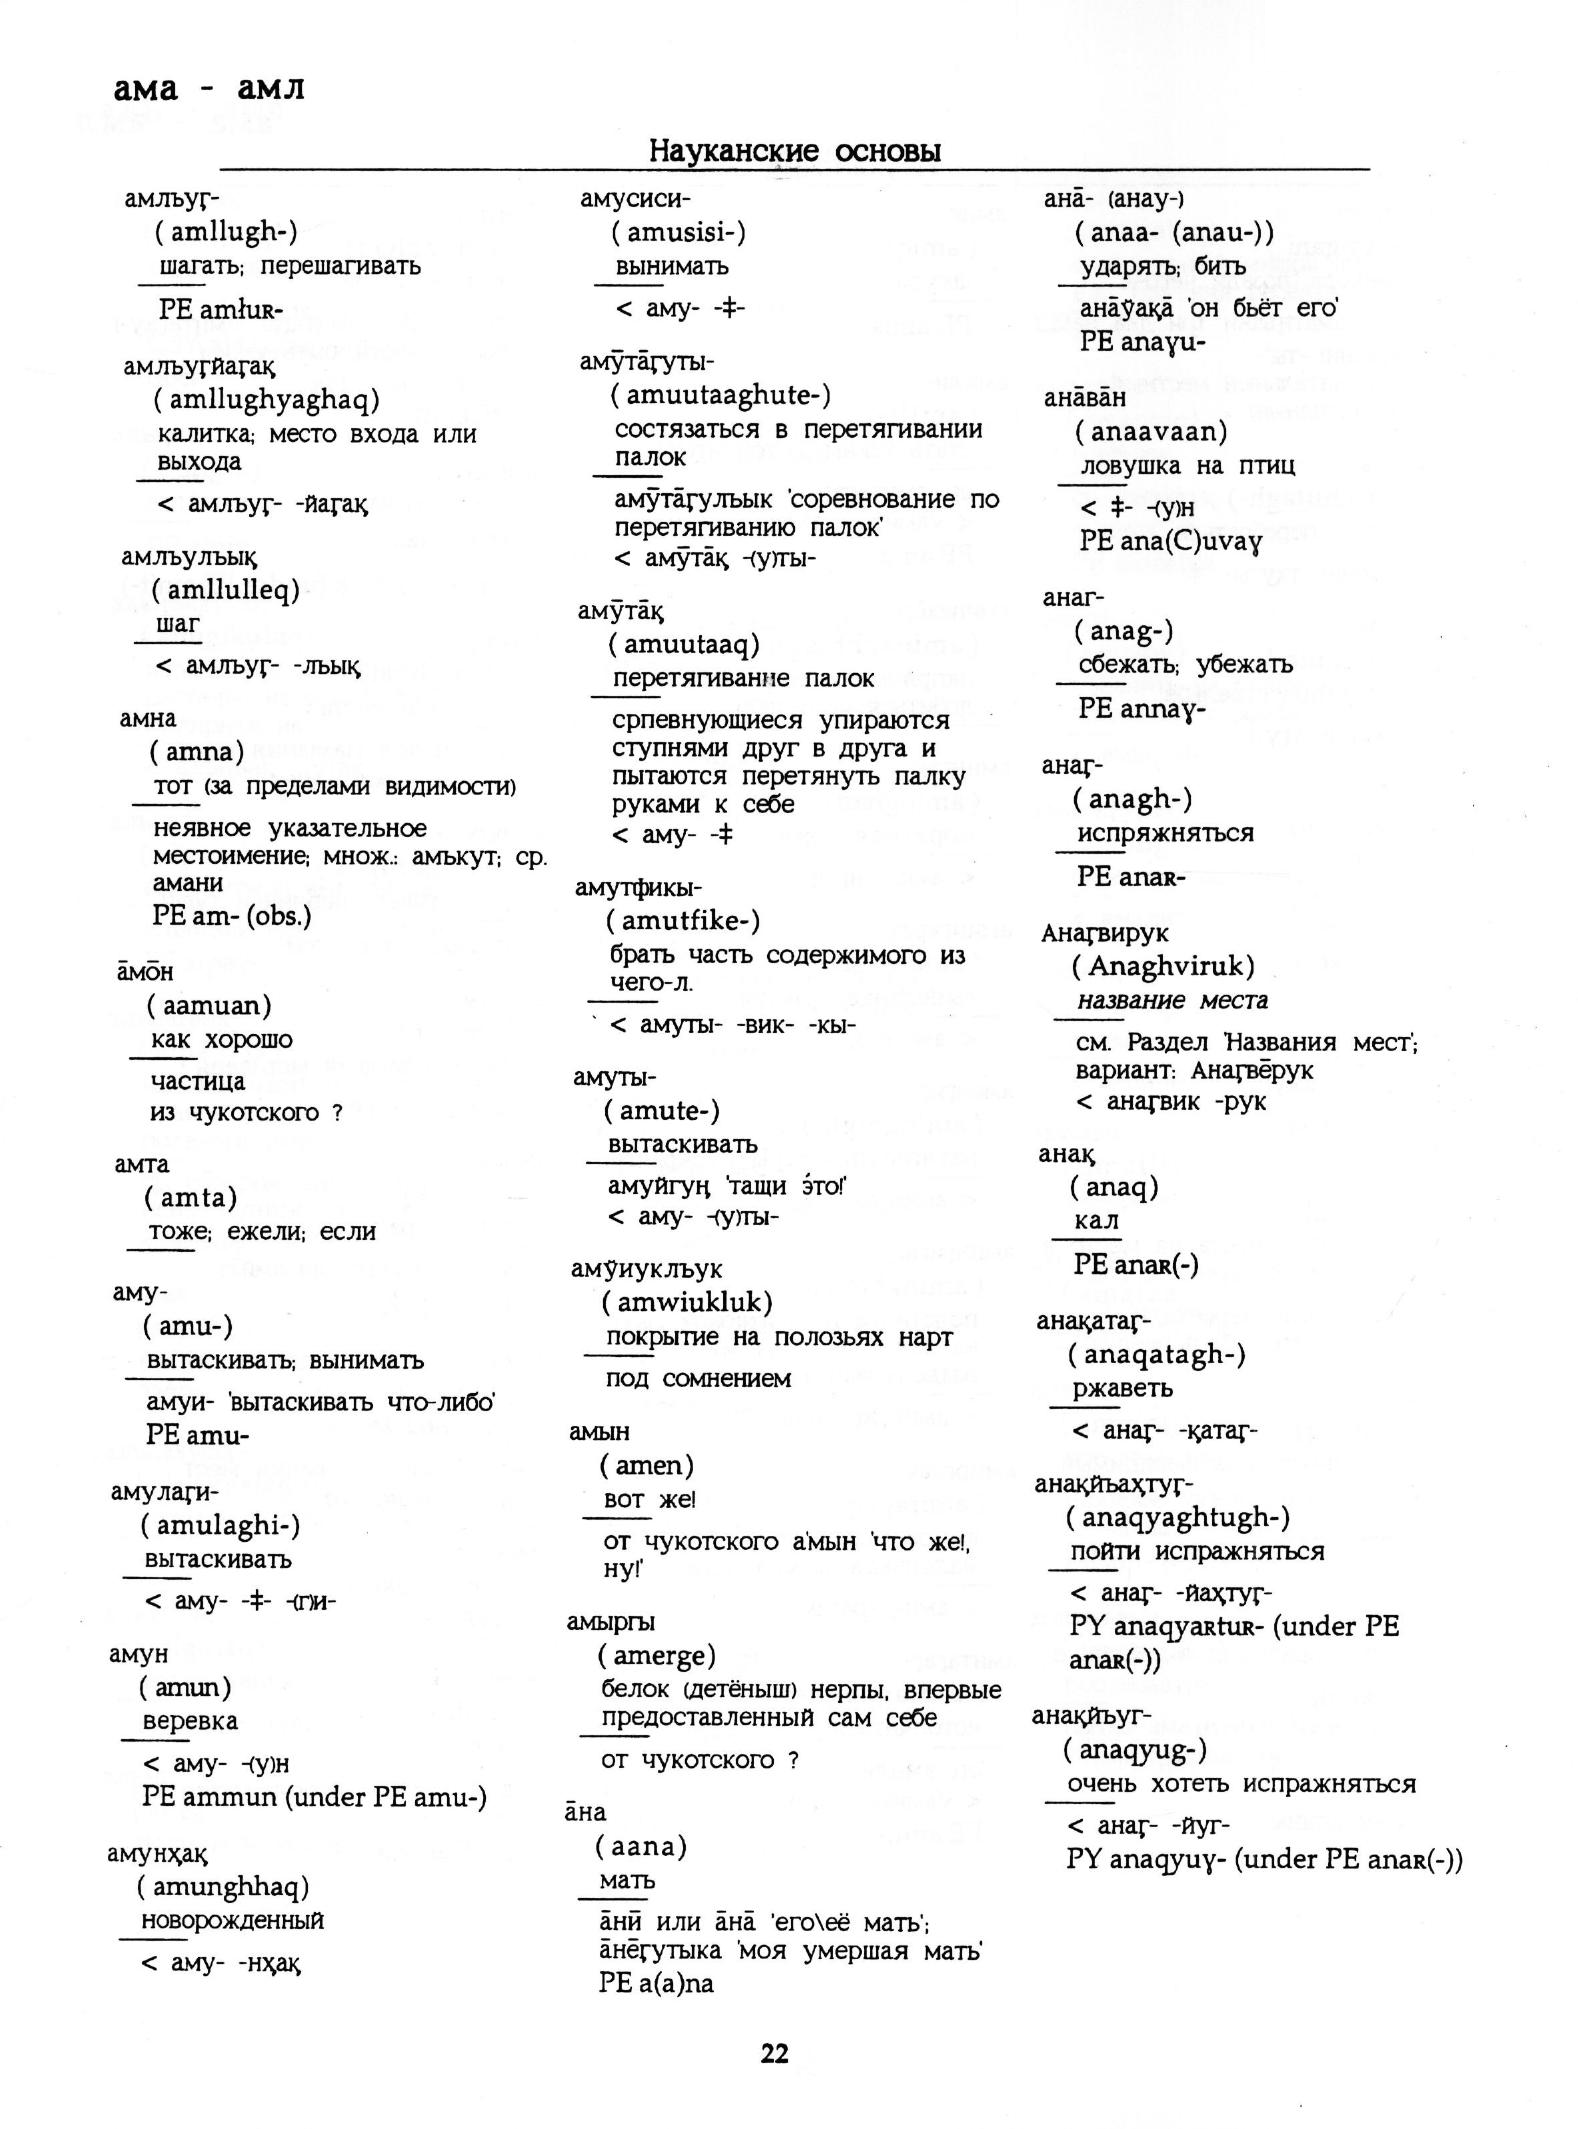 ама - амл
Науканские основы
амлъуӷ-
( amllugh-)
шагать; перешагивать
PE amłuʀ-
амлъуӷйаӷақ
( amllughyaghaq)
калитка; место входа или
выхода
< амлъуӷ- -йаӷақ
амлъулъық
( amllulleq)
шаг
< амлъуӷ- -лъық
амна
( amna)
тот (за пределами видимости)
неявное указательное
местоимение; множ.: амъкут; ср.
амани
PE am- (obs.)
а̄мо̄н
( aamuan)
как хорошо
частица
из чукотского ?
амта
( amta)
тоже; ежели; если
аму-
( amu-)
вытаскивать; вынимать
амуи- 'вытаскивать что-либо'
PE amu-
амулаӷи-
( amulaghi-)
вытаскивать
< аму- -‡- -(г)и-
амун
( amun)
веревка
< аму- -(у)н
PE ammun (under PE amu-)
амунҳақ
( amunghhaq)
новорожденный
< аму- -нҳақ
амусиси-
( amusisi-)
вынимать
< аму- -‡-
амӯта̄ӷуты-
( amuutaaghute-)
состязаться в перетягивании
палок
амӯта̄ӷулъык 'соревнование по
перетягиванию палок'
< амӯта̄қ -(у)ты-
амӯта̄қ
( amuutaaq)
перетягивание палок
српевнующиеся упираются
ступнями друг в друга и
пытаются перетянуть палку
руками к себе
< аму- -‡
амутфикы-
( amutfike-)
брать часть содержимого из
чего-л.
< амуты- -вик- -кы-
амуты-
( amute-)
вытаскивать
амуйгуң 'тащи э́то!'
< аму- -(у)ты-
амўиуклъук
( amwiukluk)
покрытие на полозьях нарт
под сомнением
амын
( amen)
вот же!
от чукотского а'мын 'что же!,
ну!'
амыргы
( amerge)
белок (детёныш) нерпы, впервые
предоставленный сам себе
от чукотского ?
а̄на
( aana)
мать
а̄нӣ или а̄на̄ 'его\её мать';
а̄не̄ӷутыка 'моя умершая мать'
PE a(a)na
ана̄- (анау-)
( anaa- (anau-))
ударять; бить
ана̄ўақа̄ 'он бьёт его'
PE anaɣu-
ана̄ва̄н
( anaavaan)
ловушка на птиц
< ‡- -(у)н
PE ana(C)uvaɣ
анаг-
( anag-)
сбежать; убежать
PE annaɣ-
анаӷ-
( anagh-)
испряжняться
PE anaʀ-
Анаӷвирук
( Anaghviruk)
название места
см. Раздел 'Названия мест';
вариант: Анаӷве̄рук
< анаӷвик -рук
анақ
( anaq)
кал
PE anaʀ(-)
анақатаӷ-
( anaqatagh-)
ржаветь
< анаӷ- -қатаӷ-
анақйъаҳтуӷ-
( anaqyaghtugh-)
пойти испражняться
< анаӷ- -йаҳтуӷ-
PY anaqyaʀtuʀ- (under PE
anaʀ(-))
анақйъуг-
( anaqyug-)
очень хотеть испражняться
< анаӷ- -йуг-
PY anaqyuɣ- (under PE anaʀ(-))
22